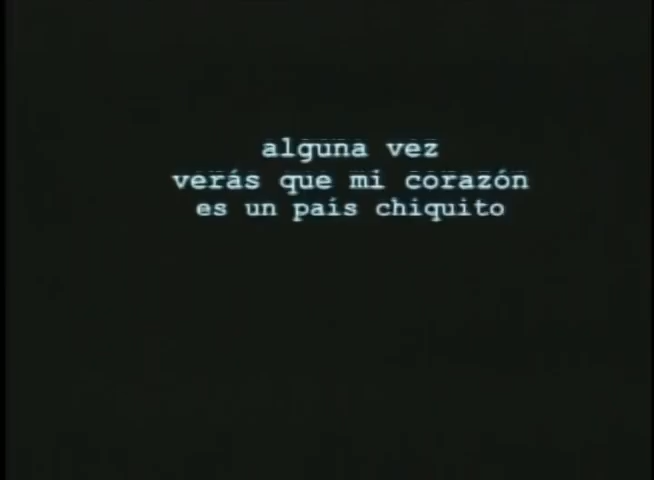 alguna vez
verás que mi corazón
es un país chiquito